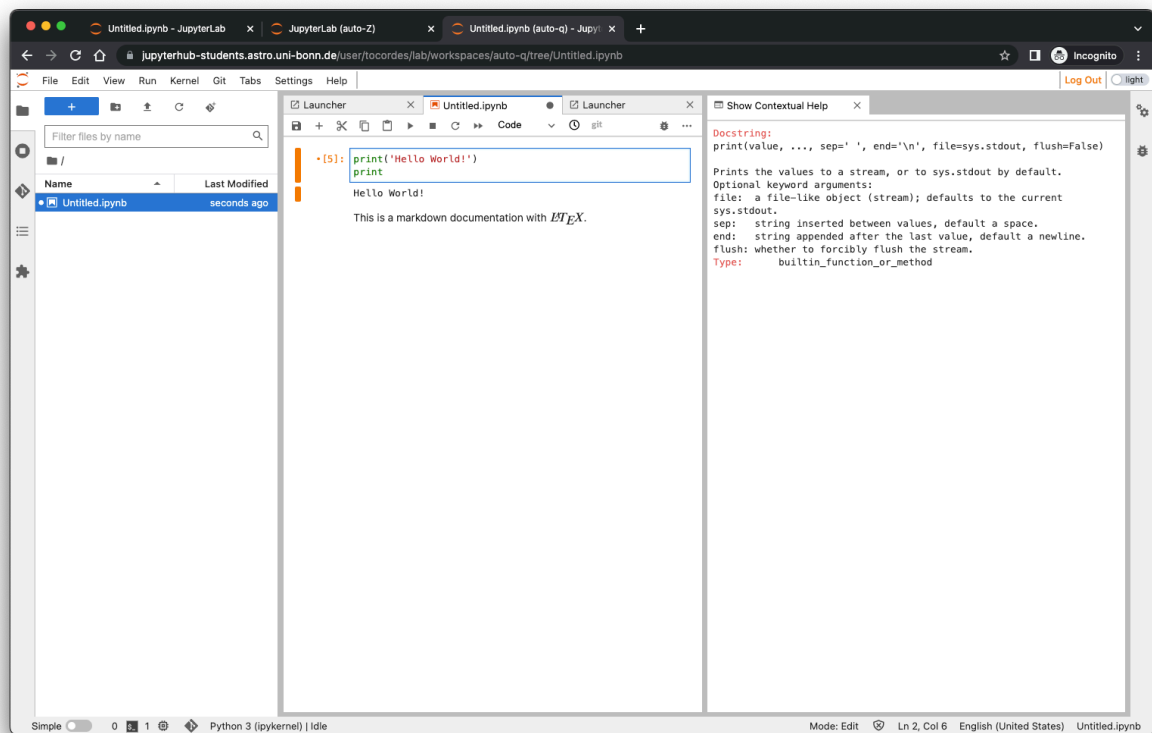 Untitled.ipynb - JupyterLab
JupyterLab (auto-Z)
Untitled.ipynb (auto-q) - Jupyt
jupyterhub-students.astro.uni-bonn.de/user/tocordes/lab/workspaces/auto-q/tree/Untitled.ipynb
Incognito
File Edit View Run Kernel Git Tabs Settings Help
Log Out
light
Filter files by name
/
Name Last Modified
Untitled.ipynb seconds ago
Launcher
Untitled.ipynb
Launcher
Code
git
[5]: print('Hello World!')
print
Hello World!
This is a markdown documentation with LATEX.
Show Contextual Help
Docstring:
print(value, ..., sep=' ', end='\n', file=sys.stdout, flush=False)
Prints the values to a stream, or to sys.stdout by default.
Optional keyword arguments:
file: a file-like object (stream); defaults to the current
sys.stdout.
sep: string inserted between values, default a space.
end: string appended after the last value, default a newline.
flush: whether to forcibly flush the stream.
Type: builtin_function_or_method
Simple 0 1 Python 3 (ipykernel) | Idle
Mode: Edit Ln 2, Col 6 English (United States) Untitled.ipynb